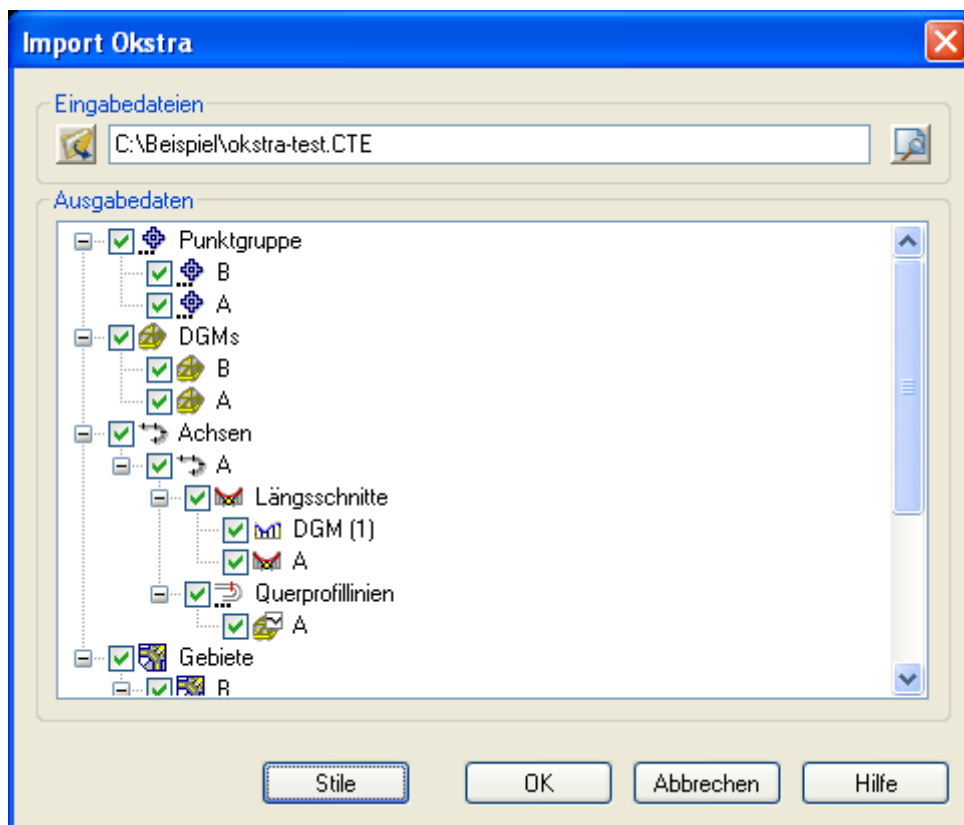 Import Okstra
Eingabedateien
C:\Beispiel\okstra-test.CTE
Ausgabedaten
Punktgruppe
B
A
DGMs
B
A
Achsen
A
Längsschnitte
DGM (1)
A
Querprofillinien
A
Gebiete
B
Stile
OK
Abbrechen
Hilfe